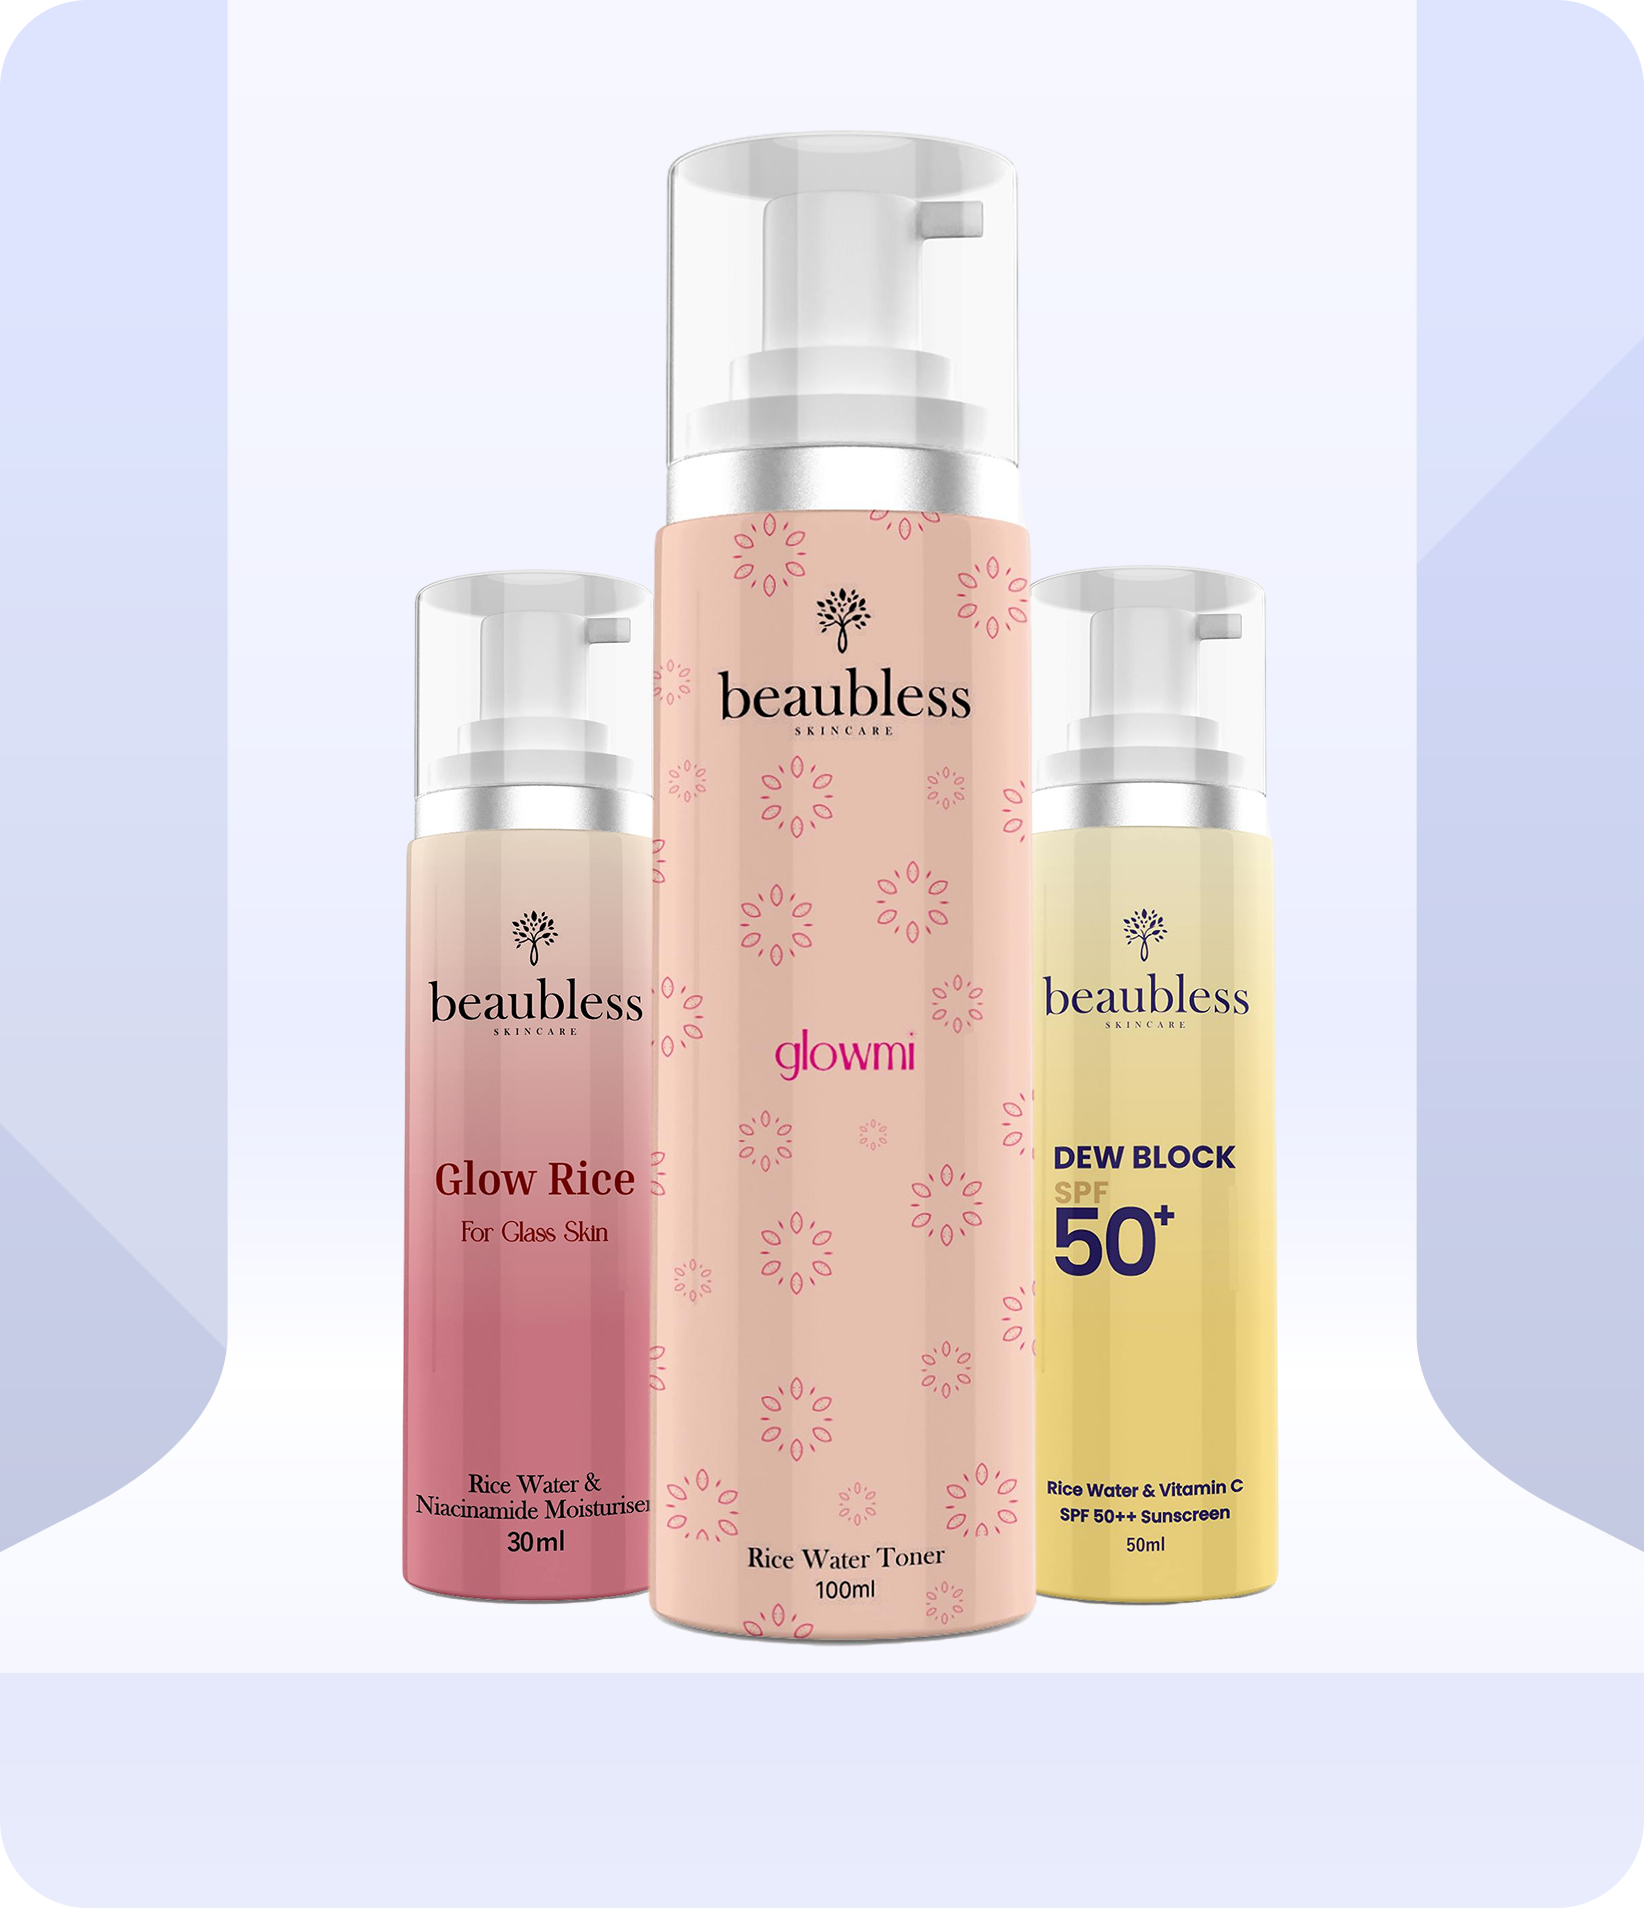 beaubless
SKINCARE
Glow Rice
For Glass Skin
Rice Water &
Niacinamide Moisturiser
30ml
beaubless
SKINCARE
glowmi
Rice Water Toner
100ml
beaubless
SKINCARE
DEW BLOCK
SPF
50+
Rice Water & Vitamin C
SPF 50++ Sunscreen
50ml